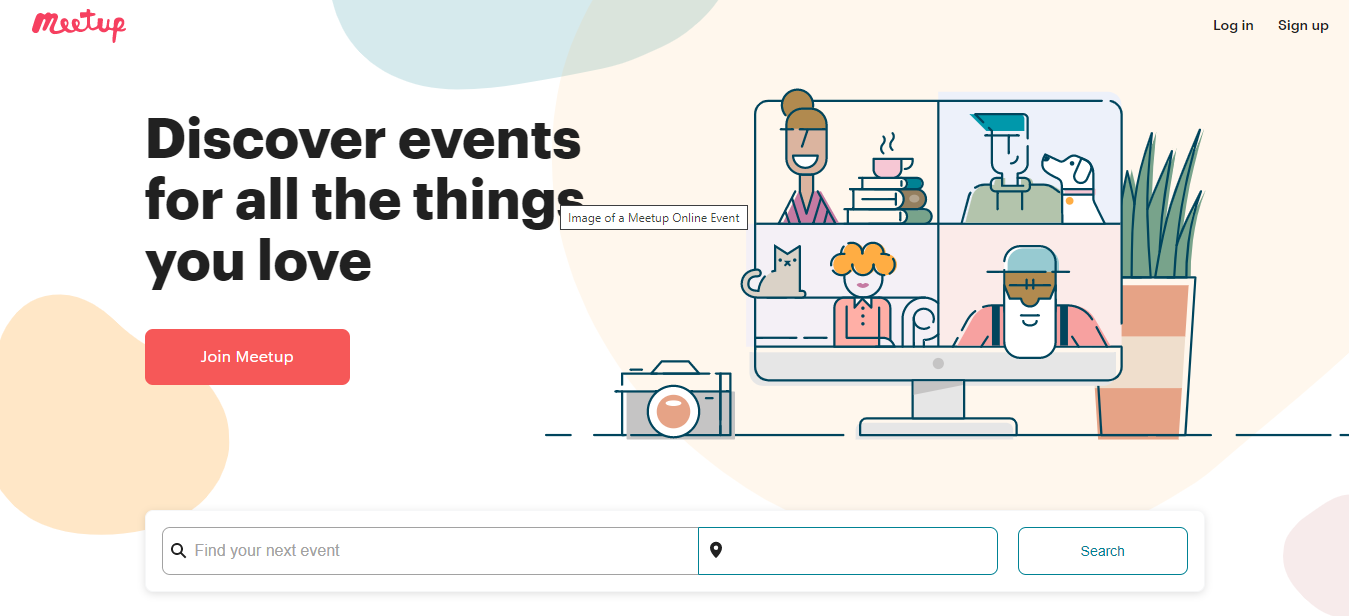 meetup
Log in
Sign up
Discover events
for all the things
you love
Image of a Meetup Online Event
Join Meetup
Find your next event
Search